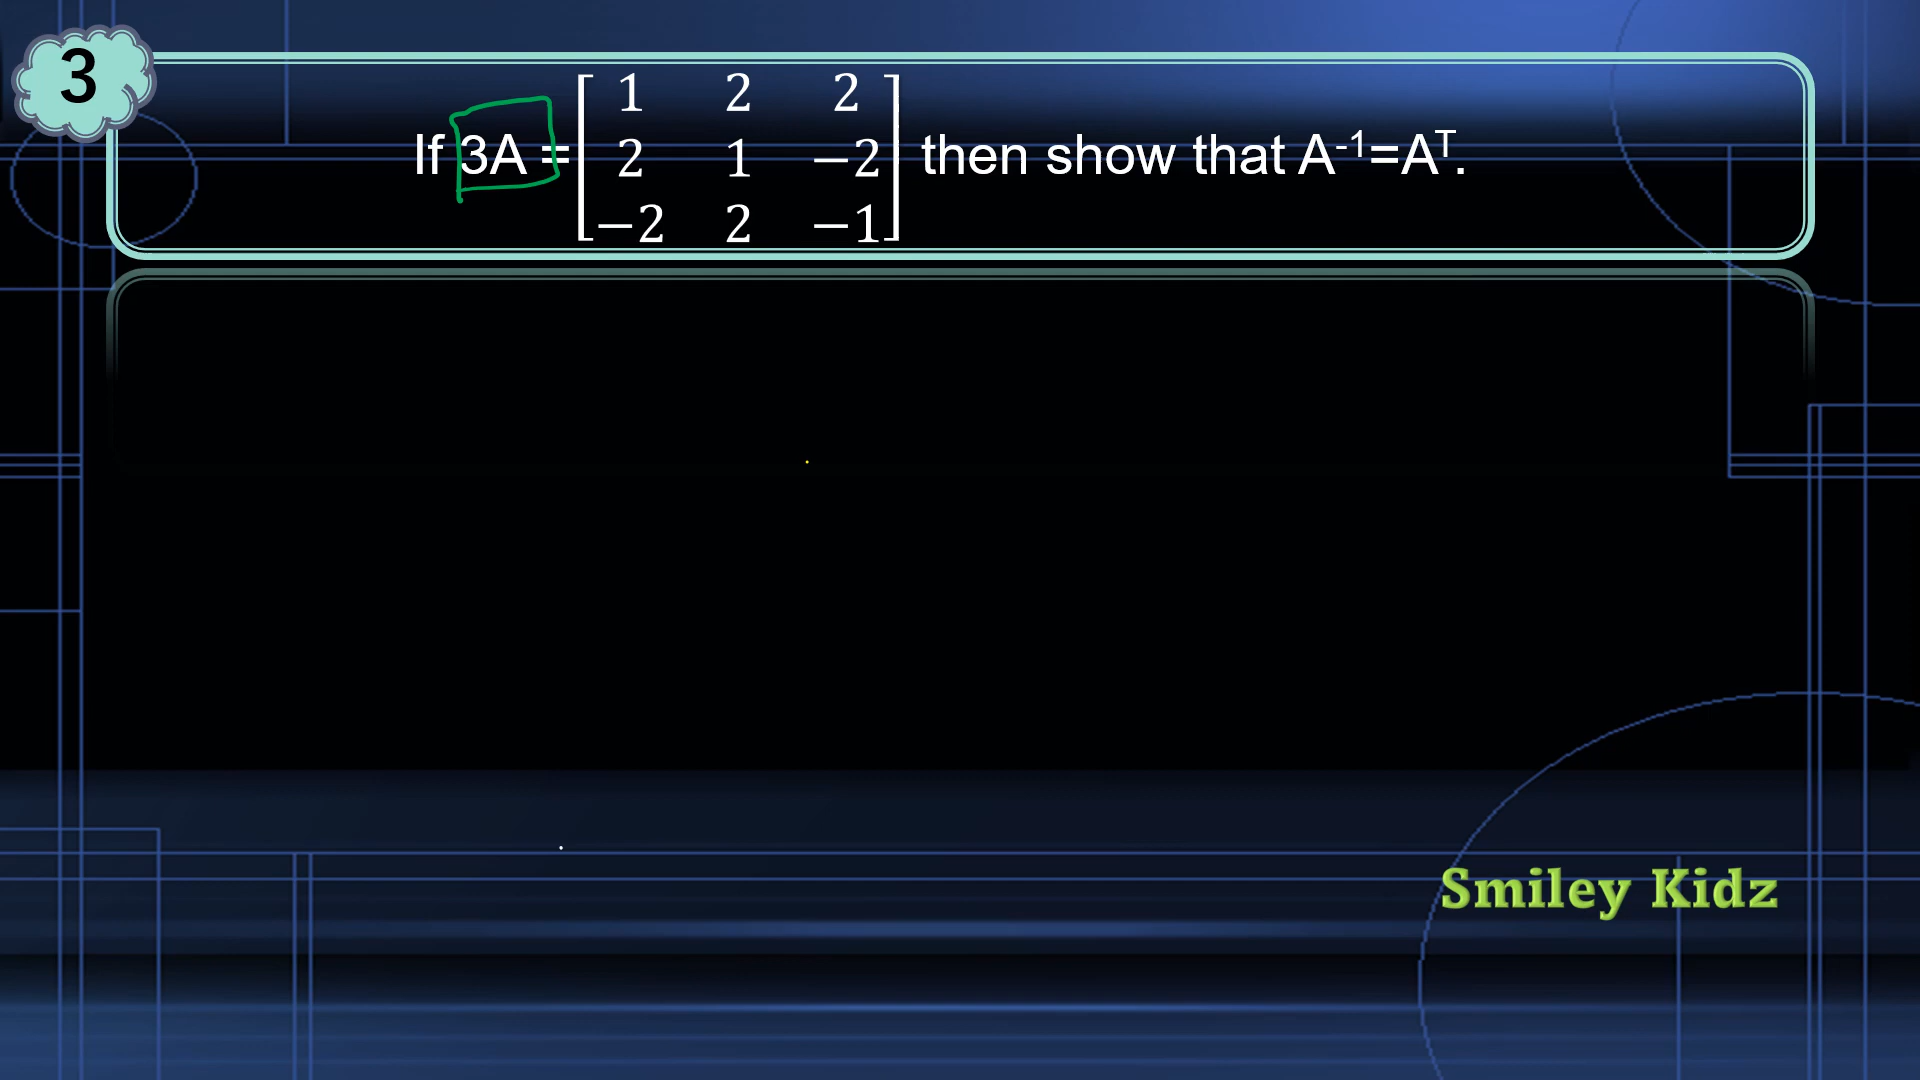 3
If 3A = [1 2 2
2 1 −2
−2 2 −1] then show that A⁻¹=Aᵀ.
Smiley Kidz